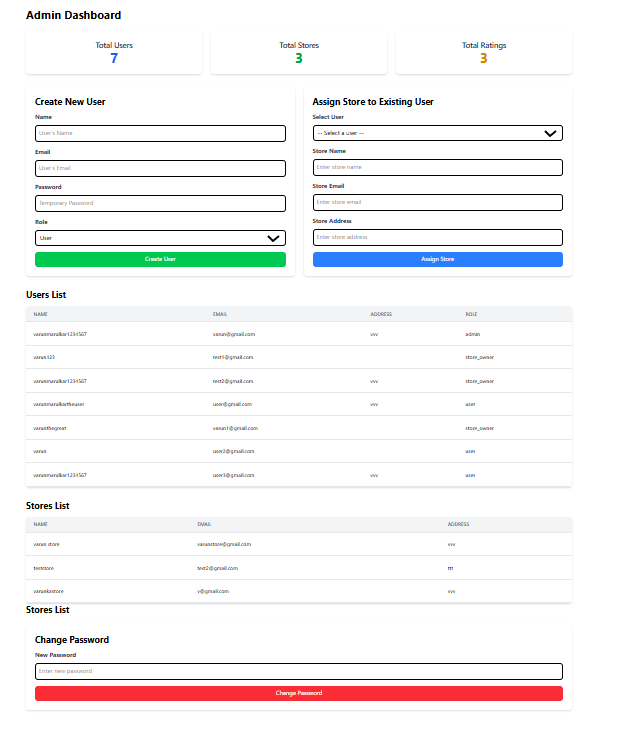 Admin Dashboard
Total Users
7
Total Stores
3
Total Ratings
3
Create New User
Name
User's Name
Email
User's Email
Password
Temporary Password
Role
User
Create User
Assign Store to Existing User
Select User
-- Select a user --
Store Name
Enter store name
Store Email
Enter store email
Store Address
Enter store address
Assign Store
Users List
NAME EMAIL ADDRESS ROLE
varunmarulkar1234567 varun@gmail.com vvv admin
varun123 test1@gmail.com store_owner
varunmarulkar1234567 test2@gmail.com vvv store_owner
varunmarulkartheuser user@gmail.com vvv user
varunthegreat varun1@gmail.com store_owner
varun user2@gmail.com user
varunmarulkar1234567 user3@gmail.com vvv user
Stores List
NAME EMAIL ADDRESS
varun store varunstore@gmail.com vvv
teststore test2@gmail.com ttt
varunkastore v@gmail.com vvv
Stores List
Change Password
New Password
Enter new password
Change Password